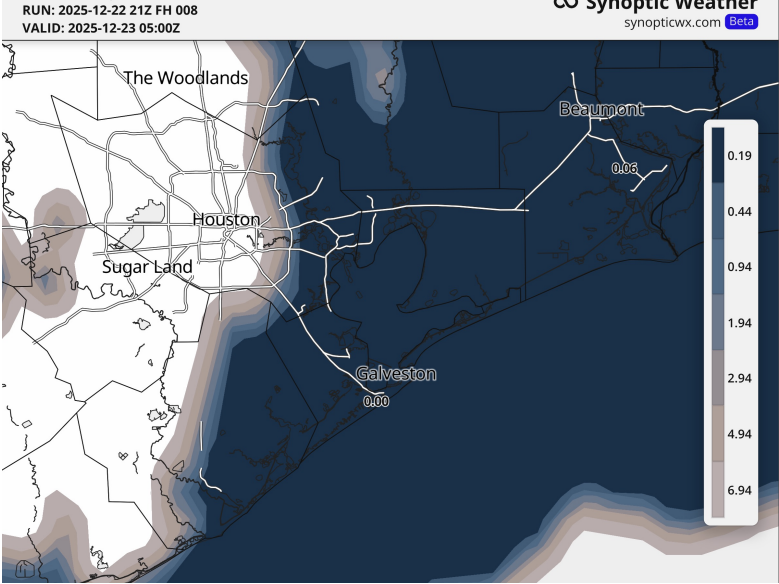 RUN: 2025-12-22 21Z FH 008
VALID: 2025-12-23 05:00Z
Synoptic Weather
synopticwx.com Beta
The Woodlands
Beaumont
0.06
Houston
Sugar Land
Galveston
0.00
0.19
0.44
0.94
1.94
2.94
4.94
6.94